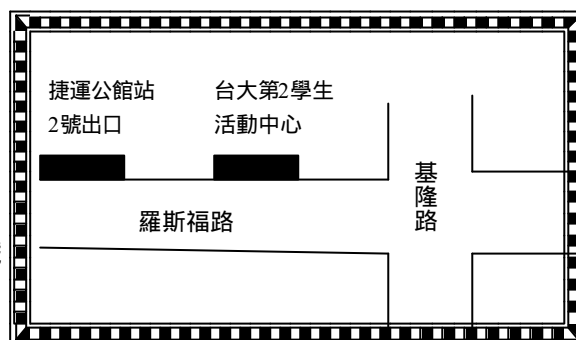 捷運公館站
2號出口
台大第2學生
活動中心
羅斯福路
基隆路